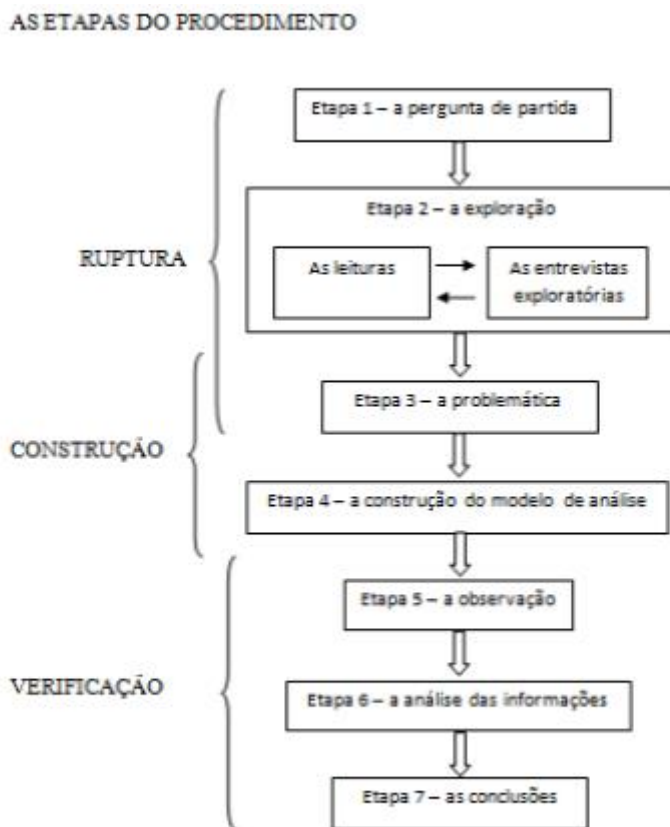 AS ETAPAS DO PROCEDIMENTO
Etapa 1 – a pergunta de partida
Etapa 2 – a exploração
RUPTURA
As leituras
As entrevistas
exploratórias
Etapa 3 – a problemática
CONSTRUÇÃO
Etapa 4 – a construção do modelo de análise
Etapa 5 – a observação
VERIFICAÇÃO
Etapa 6 – a análise das informações
Etapa 7 – as conclusões